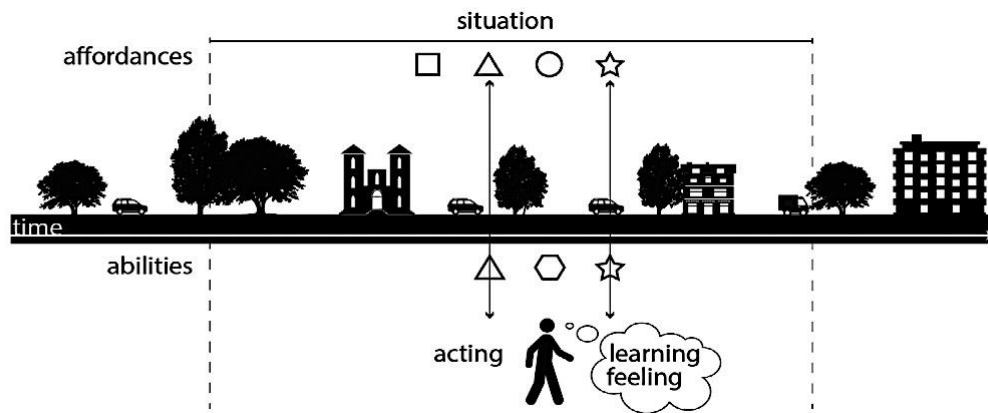 situation
affordances
time
abilities
acting
learning
feeling